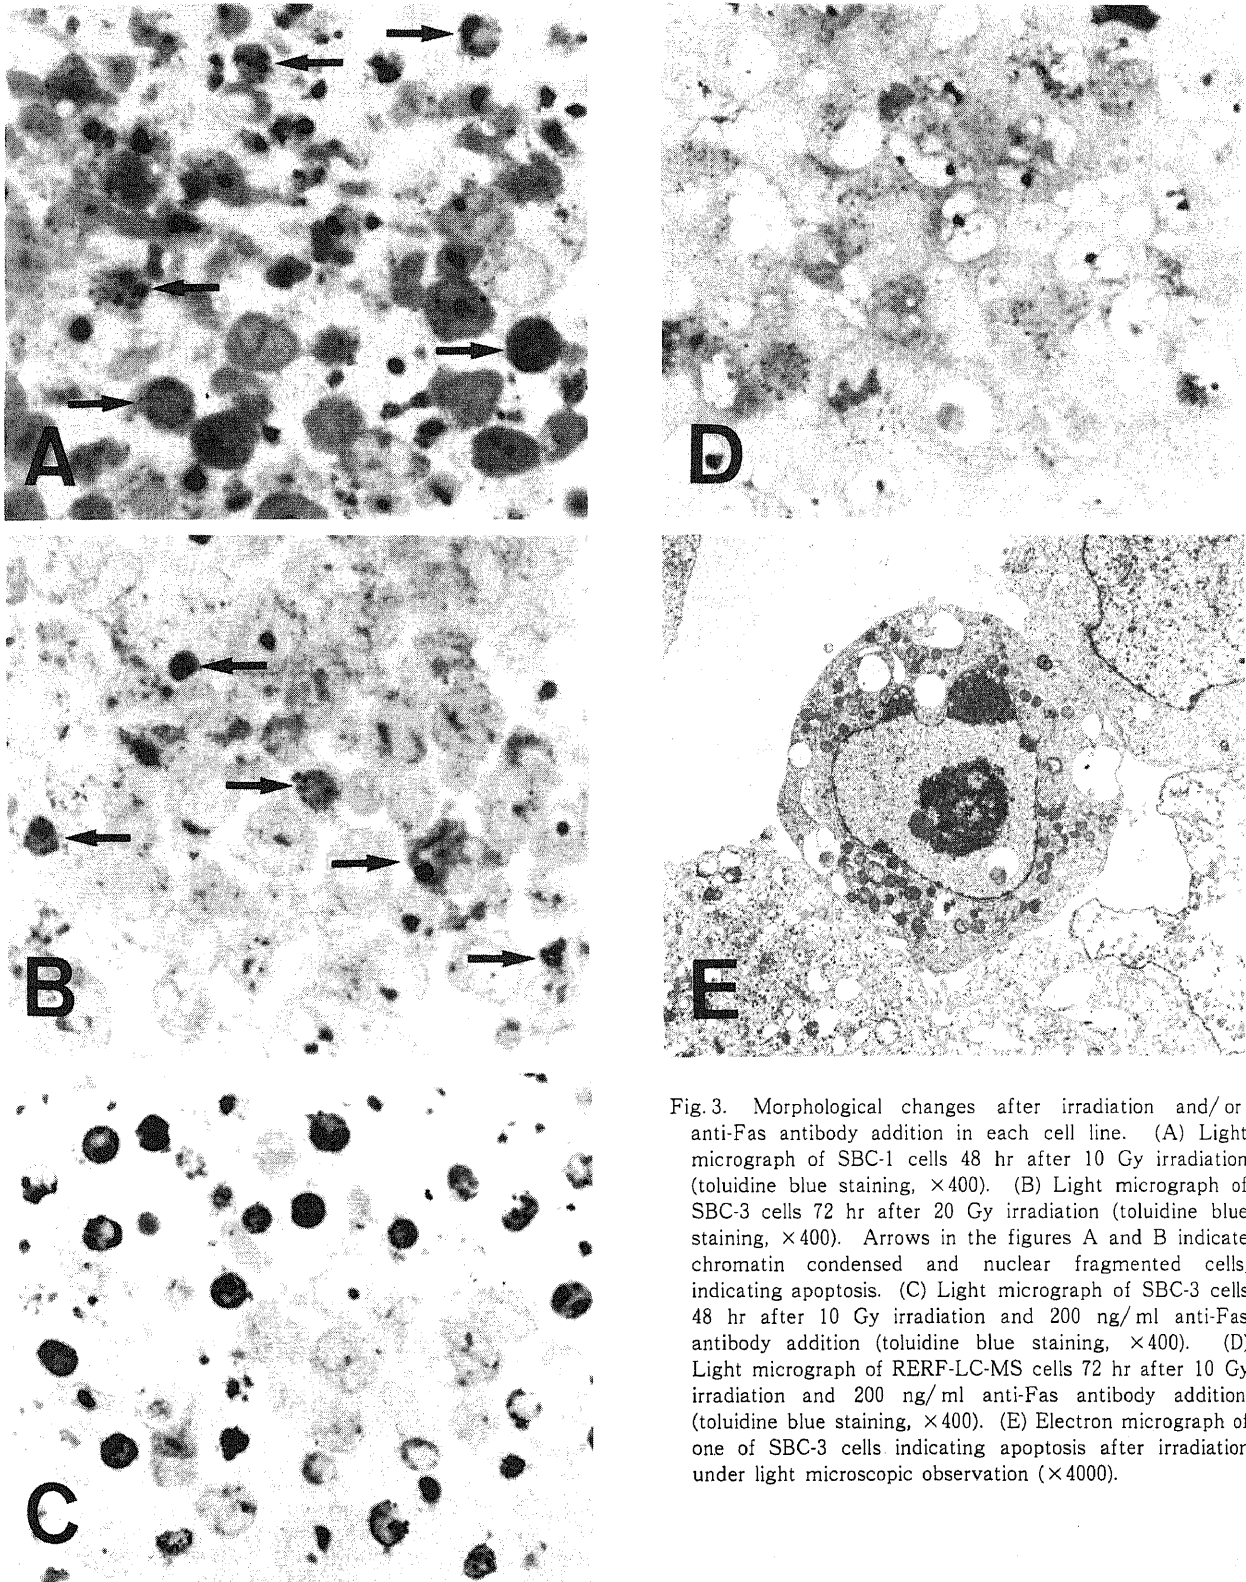 A
D
B
E
C
Fig. 3. Morphological changes after irradiation and/or
anti-Fas antibody addition in each cell line. (A) Light
micrograph of SBC-1 cells 48 hr after 10 Gy irradiation
(toluidine blue staining, ×400). (B) Light micrograph of
SBC-3 cells 72 hr after 20 Gy irradiation (toluidine blue
staining, ×400). Arrows in the figures A and B indicate
chromatin condensed and nuclear fragmented cells,
indicating apoptosis. (C) Light micrograph of SBC-3 cells
48 hr after 10 Gy irradiation and 200 ng/ml anti-Fas
antibody addition (toluidine blue staining, ×400). (D)
Light micrograph of RERF-LC-MS cells 72 hr after 10 Gy
irradiation and 200 ng/ml anti-Fas antibody addition
(toluidine blue staining, ×400). (E) Electron micrograph of
one of SBC-3 cells indicating apoptosis after irradiation
under light microscopic observation (×4000).